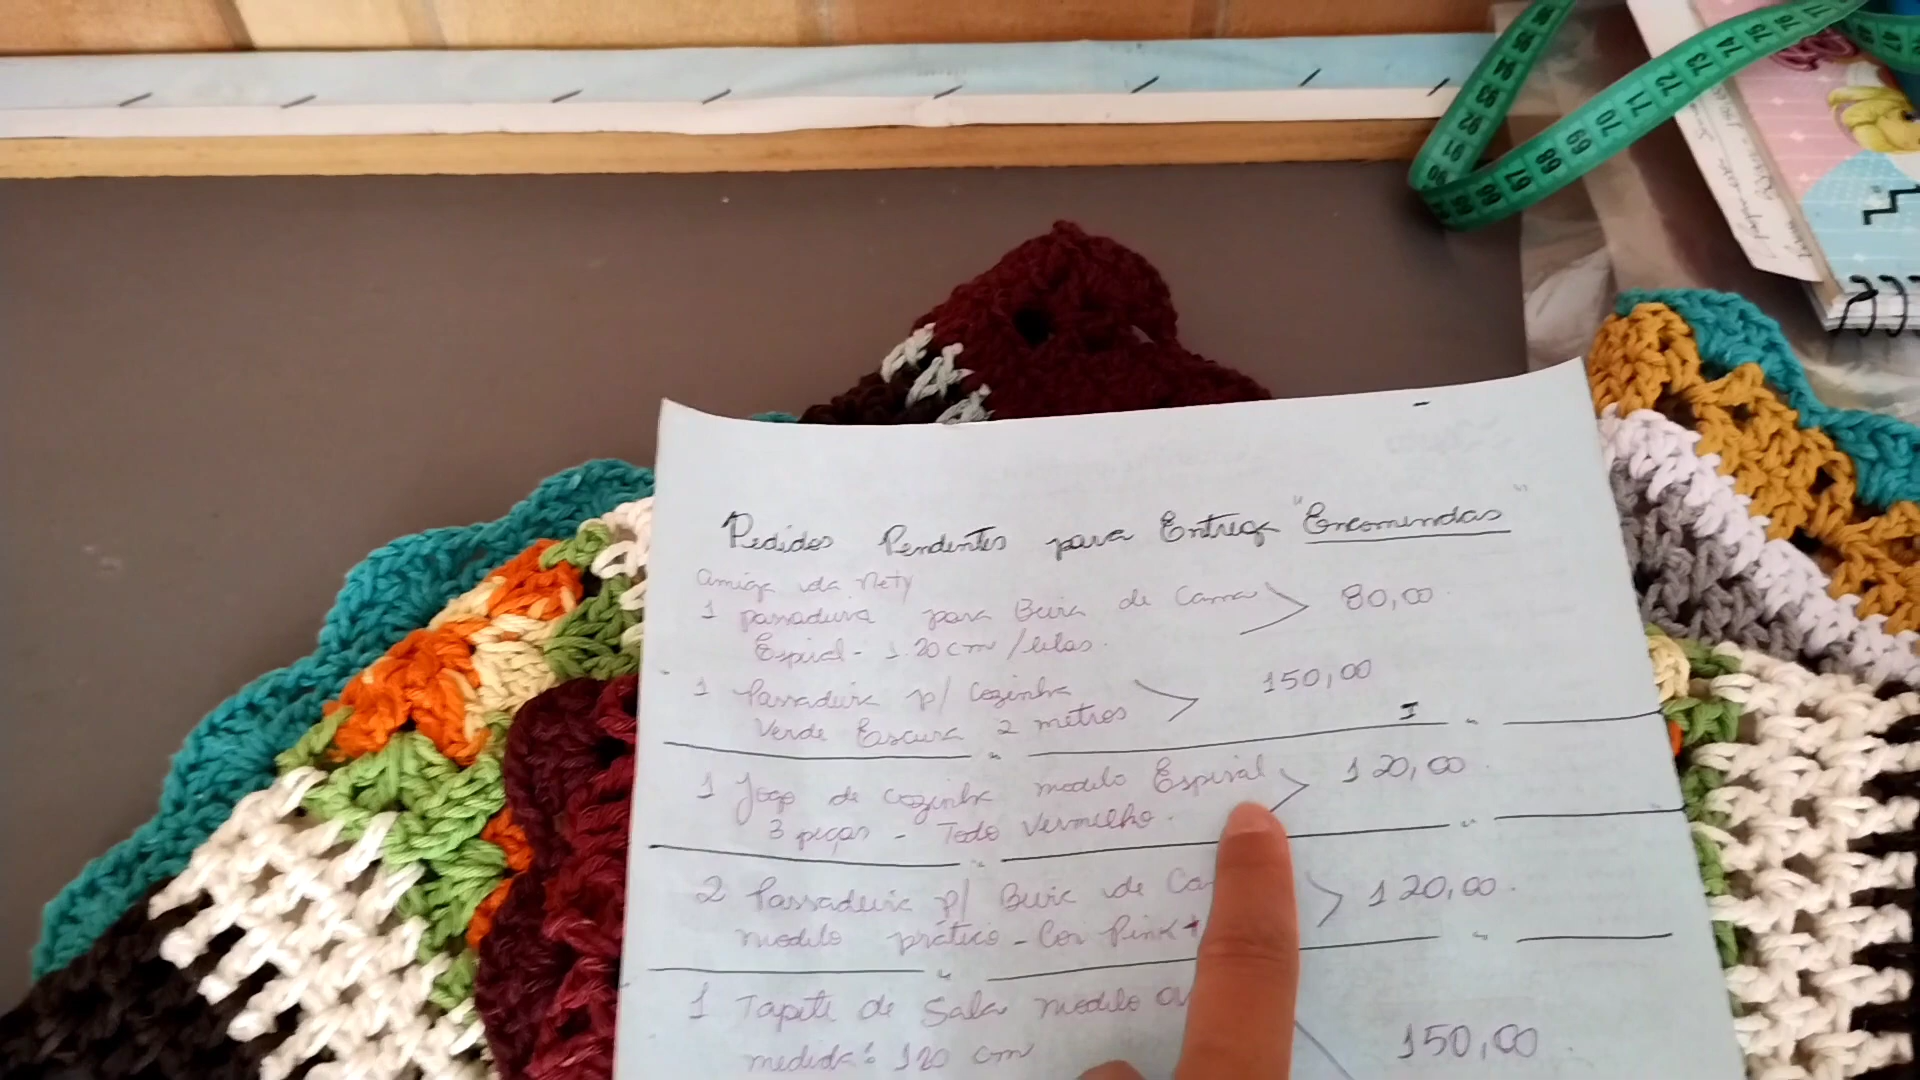 Pedidos Pendentes para Entrega "Encomendas"
Amiga da Nety
1 passadeira para Beira de Cama > 80,00
Espiral - 1.20 cm / lilas.
1 Passadeira p/ cozinha > 150,00
Verde Escura 2 metros
1 Jogo de cozinha modelo Espiral > 120,00
3 peças - Todo Vermelho.
2 Passadeira p/ Beira de Ca > 120,00.
modelo prático - Cor Pink +
1 Tapete de Sala modelo
medida: 120 cm 150,00